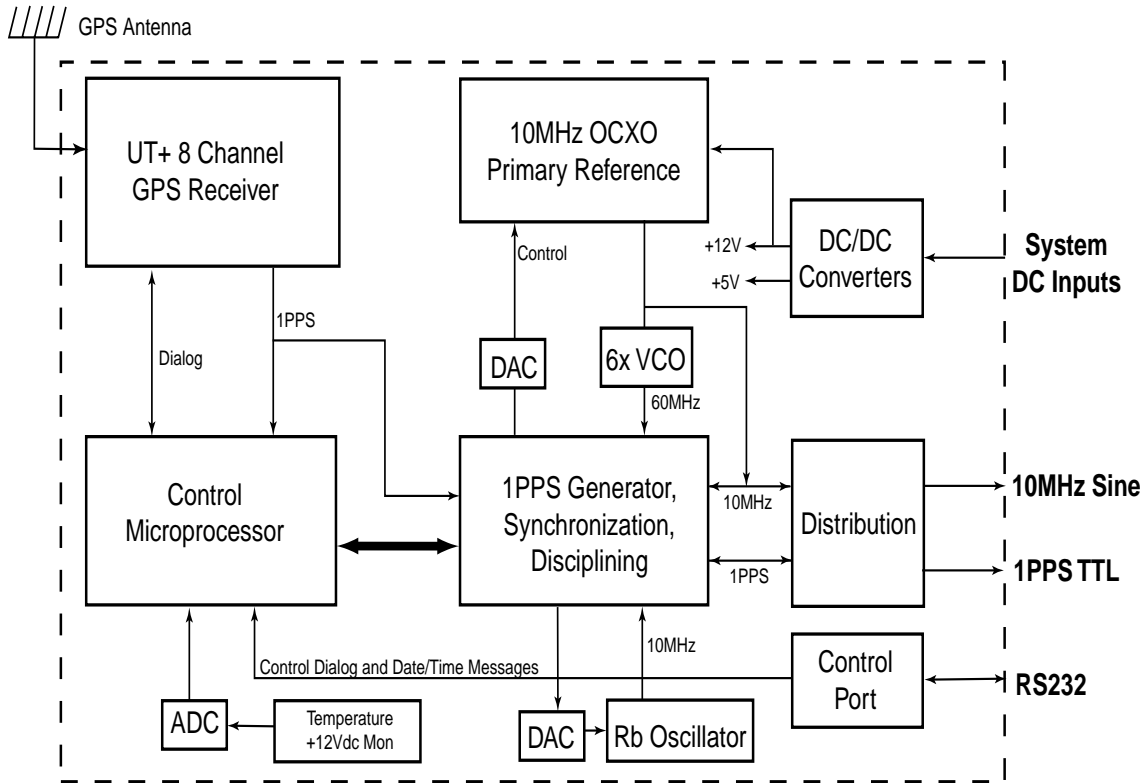 GPS Antenna
UT+ 8 Channel
GPS Receiver
10MHz OCXO
Primary Reference
DC/DC
Converters
System
DC Inputs
+12V
+5V
Control
1PPS
Dialog
DAC
6x VCO
60MHz
Control
Microprocessor
1PPS Generator,
Synchronization,
Disciplining
10MHz
1PPS
Distribution
10MHz Sine
1PPS TTL
10MHz
Control Dialog and Date/Time Messages
Control
Port
RS232
ADC
Temperature
+12Vdc Mon
DAC
Rb Oscillator